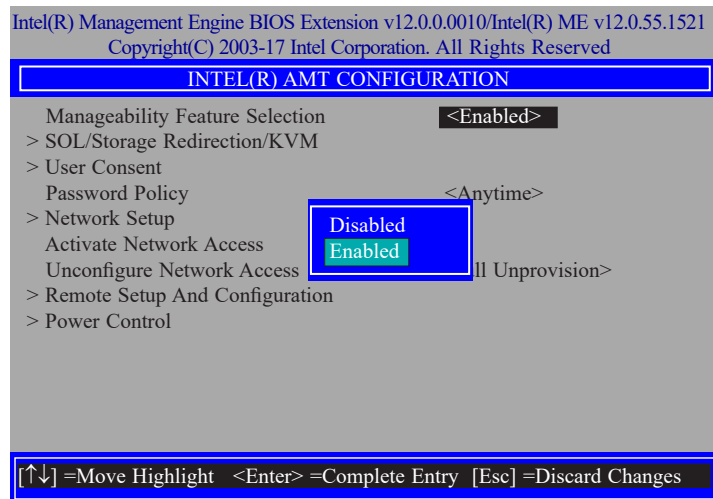 Intel(R) Management Engine BIOS Extension v12.0.0.0010/Intel(R) ME v12.0.55.1521
Copyright(C) 2003-17 Intel Corporation. All Rights Reserved
INTEL(R) AMT CONFIGURATION
Manageability Feature Selection <Enabled>
> SOL/Storage Redirection/KVM
> User Consent
Password Policy <Anytime>
> Network Setup
Disabled
Activate Network Access
Enabled
Unconfigure Network Access ll Unprovision>
> Remote Setup And Configuration
> Power Control
[↑↓] =Move Highlight <Enter> =Complete Entry [Esc] =Discard Changes